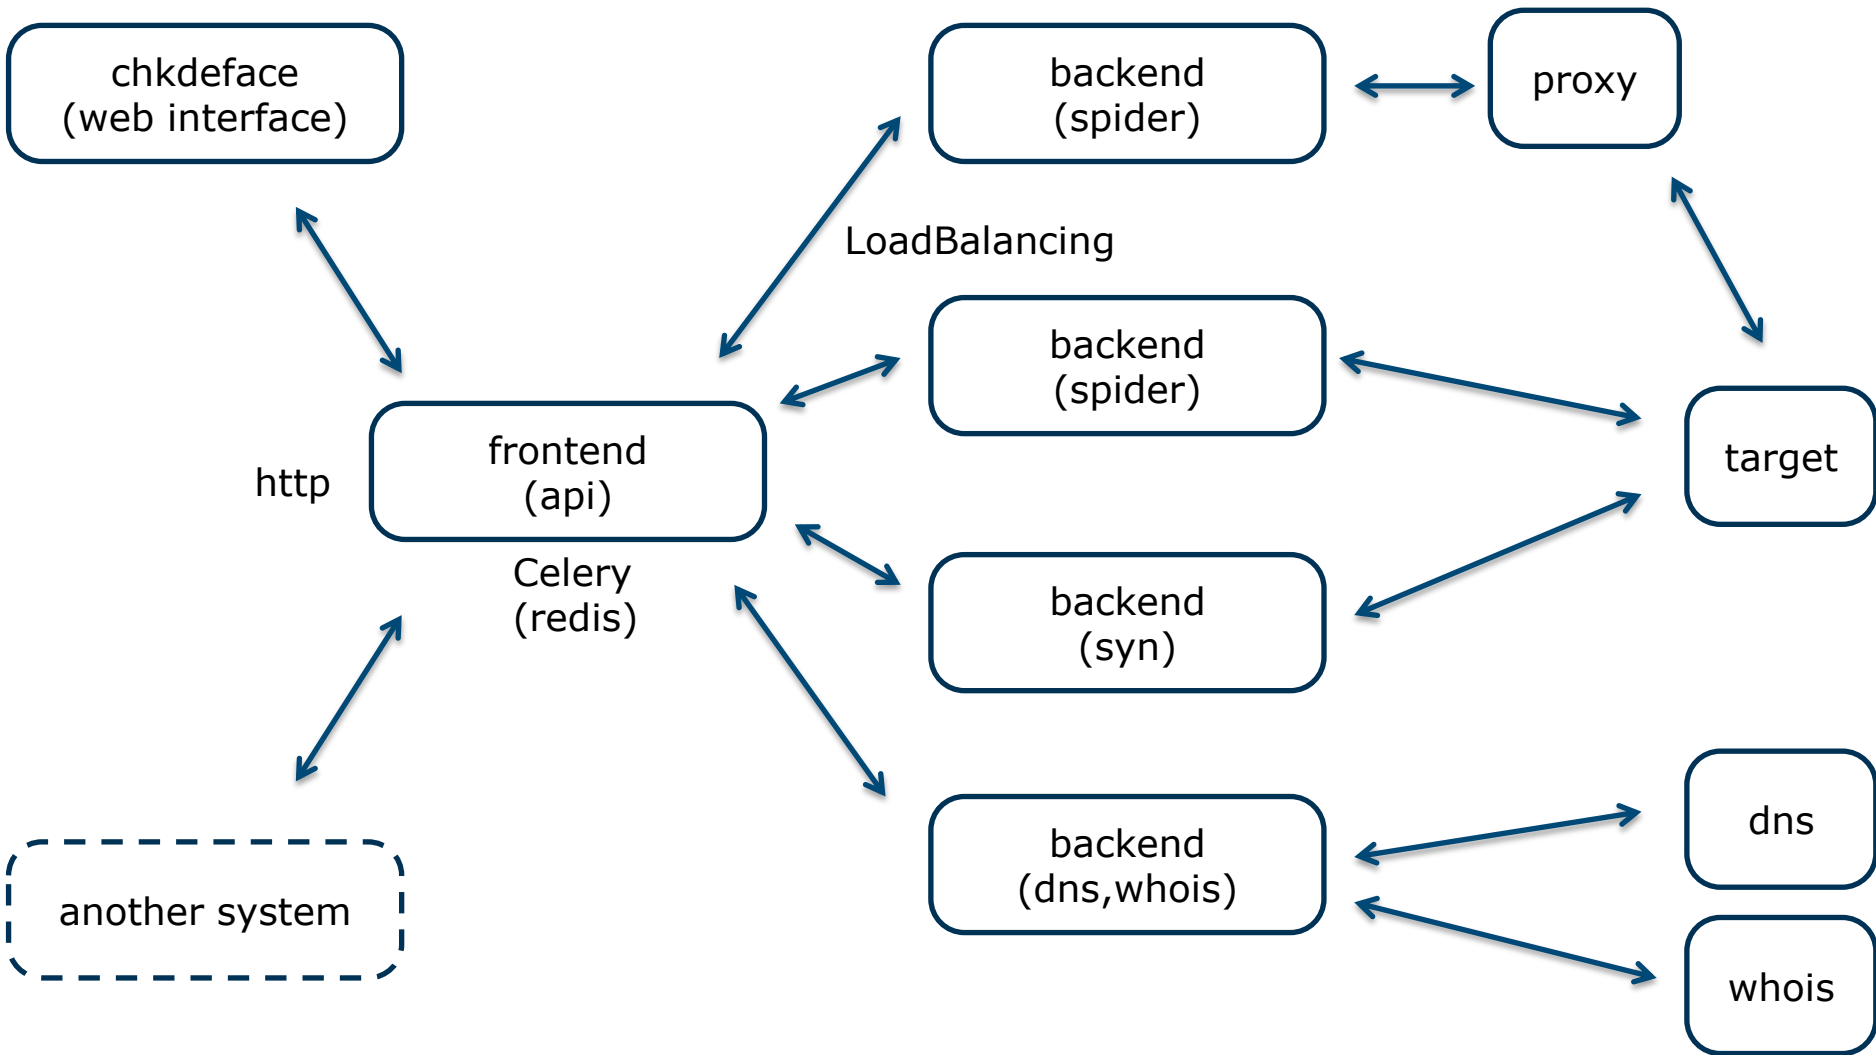 chkdeface
(web interface)
backend
(spider)
proxy
LoadBalancing
backend
(spider)
frontend
(api)
http
target
Celery
(redis)
backend
(syn)
another system
backend
(dns,whois)
dns
whois